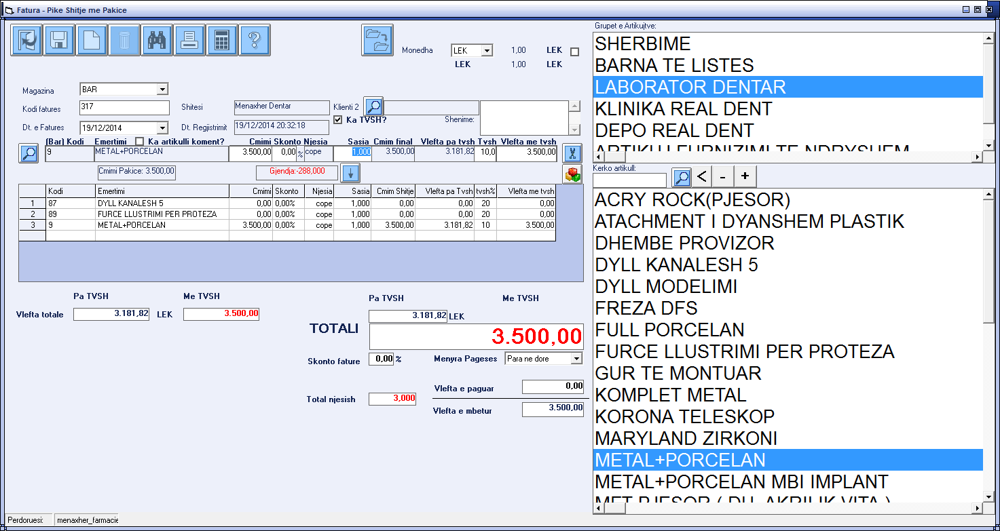 Fatura - Pike Shitje me Pakice
Monedha LEK 1,00 LEK
LEK 1,00 LEK
Magazina BAR
Kodi fatures 317 Shitesi Menaxher Dentar Klienti 2
Ka TVSH? Shenime:
Dt. e Fatures 19/12/2014 Dt. Regjistrimit 19/12/2014 20:32:18
(Bar) Kodi Emertimi Ka artikulli koment? Cmimi Skonto Njesia Sasia Cmim final Vlefta pa tvsh Tvsh Vlefta me tvsh
9 METAL+PORCELAN 3.500,00 0,00 % cope 1,000 3.500,00 3.181,82 10,0 3.500,00
Cmimi Pakice: 3.500,00 Gjendja:-288,000
Kodi Emertimi Cmimi Skonto Njesia Sasia Cmim Shitje Vlefta pa Tvsh tvsh% Vlefta me tvsh
1 87 DYLL KANALESH 5 0,00 0,00% cope 1,000 0,00 0,00 20 0,00
2 89 FURCE LLUSTRIMI PER PROTEZA 0,00 0,00% cope 1,000 0,00 0,00 20 0,00
3 9 METAL+PORCELAN 3.500,00 0,00% cope 1,000 3.500,00 3.181,82 10 3.500,00
Pa TVSH Me TVSH
Vlefta totale 3.181,82 LEK 3.500,00
Pa TVSH Me TVSH
3.181,82 LEK
TOTALI 3.500,00
Skonto fature 0,00 % Menyra Pageses Para ne dore
Vlefta e paguar 0,00
Total njesish 3,000
Vlefta e mbetur 3.500,00
Grupet e Artikujtve:
SHERBIME
BARNA TE LISTES
LABORATOR DENTAR
KLINIKA REAL DENT
DEPO REAL DENT
ARTIKUJ FURNIZIMI TE NDRYSHEM
Kerko artikull:
< - +
ACRY ROCK(PJESOR)
ATACHMENT I DYANSHEM PLASTIK
DHEMBE PROVIZOR
DYLL KANALESH 5
DYLL MODELIMI
FREZA DFS
FULL PORCELAN
FURCE LLUSTRIMI PER PROTEZA
GUR TE MONTUAR
KOMPLET METAL
KORONA TELESKOP
MARYLAND ZIRKONI
METAL+PORCELAN
METAL+PORCELAN MBI IMPLANT
MET PJESOR ( DH. AKRILIK VITA )
Perdoruesi: menaxher_farmacie